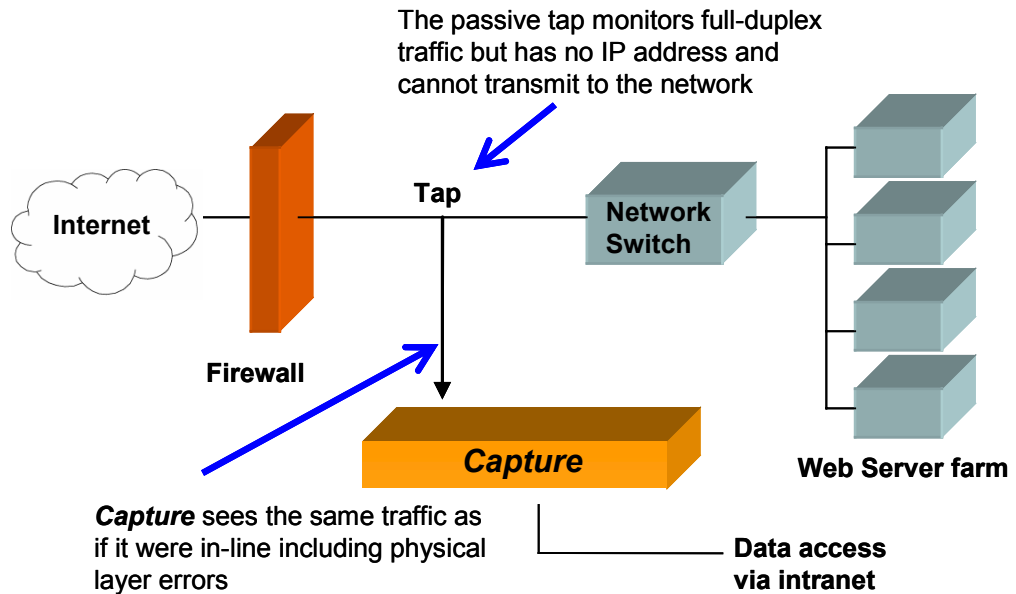 The passive tap monitors full-duplex
traffic but has no IP address and
cannot transmit to the network
Internet
Tap
Network
Switch
Firewall
Capture
Web Server farm
Capture sees the same traffic as
if it were in-line including physical
layer errors
Data access
via intranet